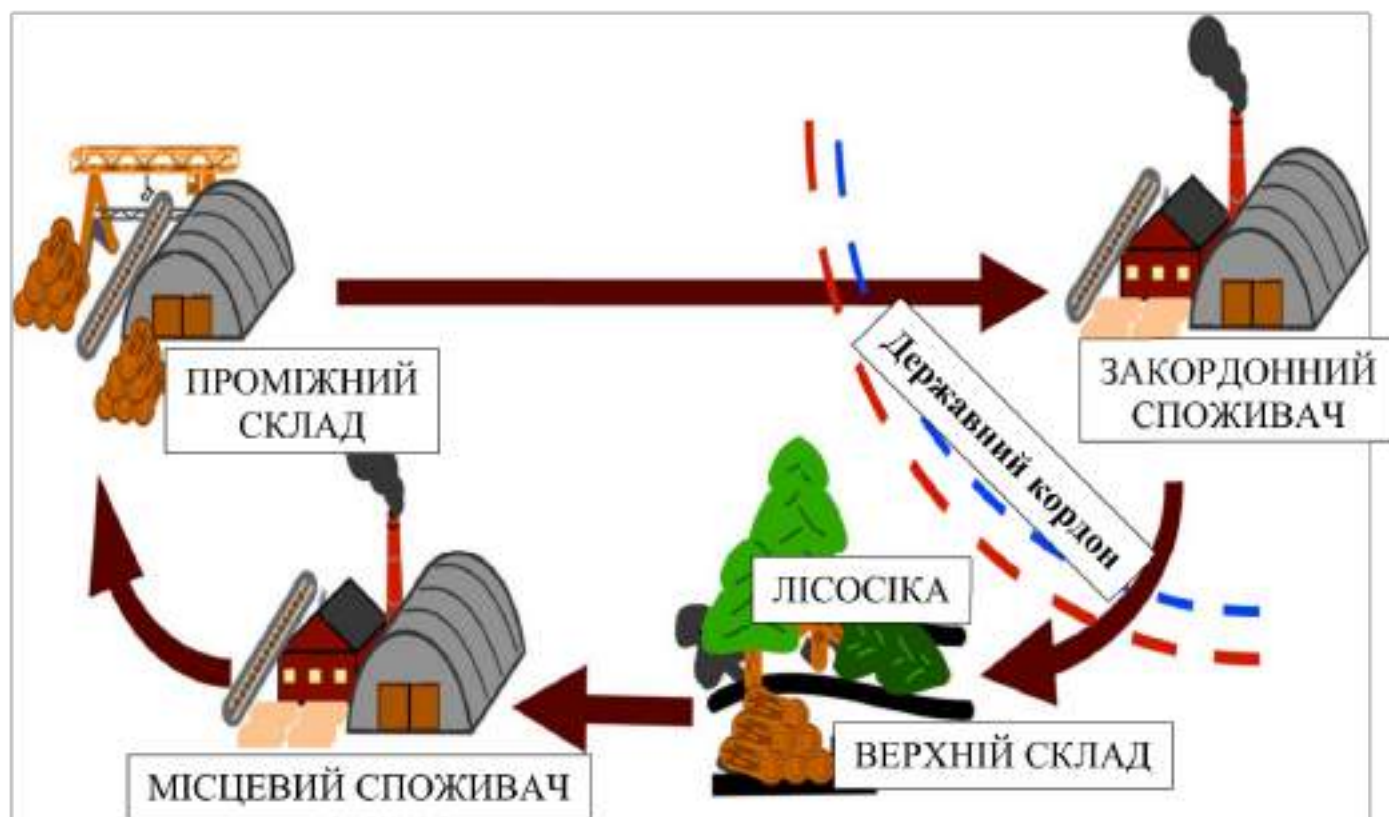 ПРОМІЖНИЙ
СКЛАД
ЗАКОРДОННИЙ
СПОЖИВАЧ
Державний кордон
ЛІСОСІКА
ВЕРХНІЙ СКЛАД
МІСЦЕВИЙ СПОЖИВАЧ